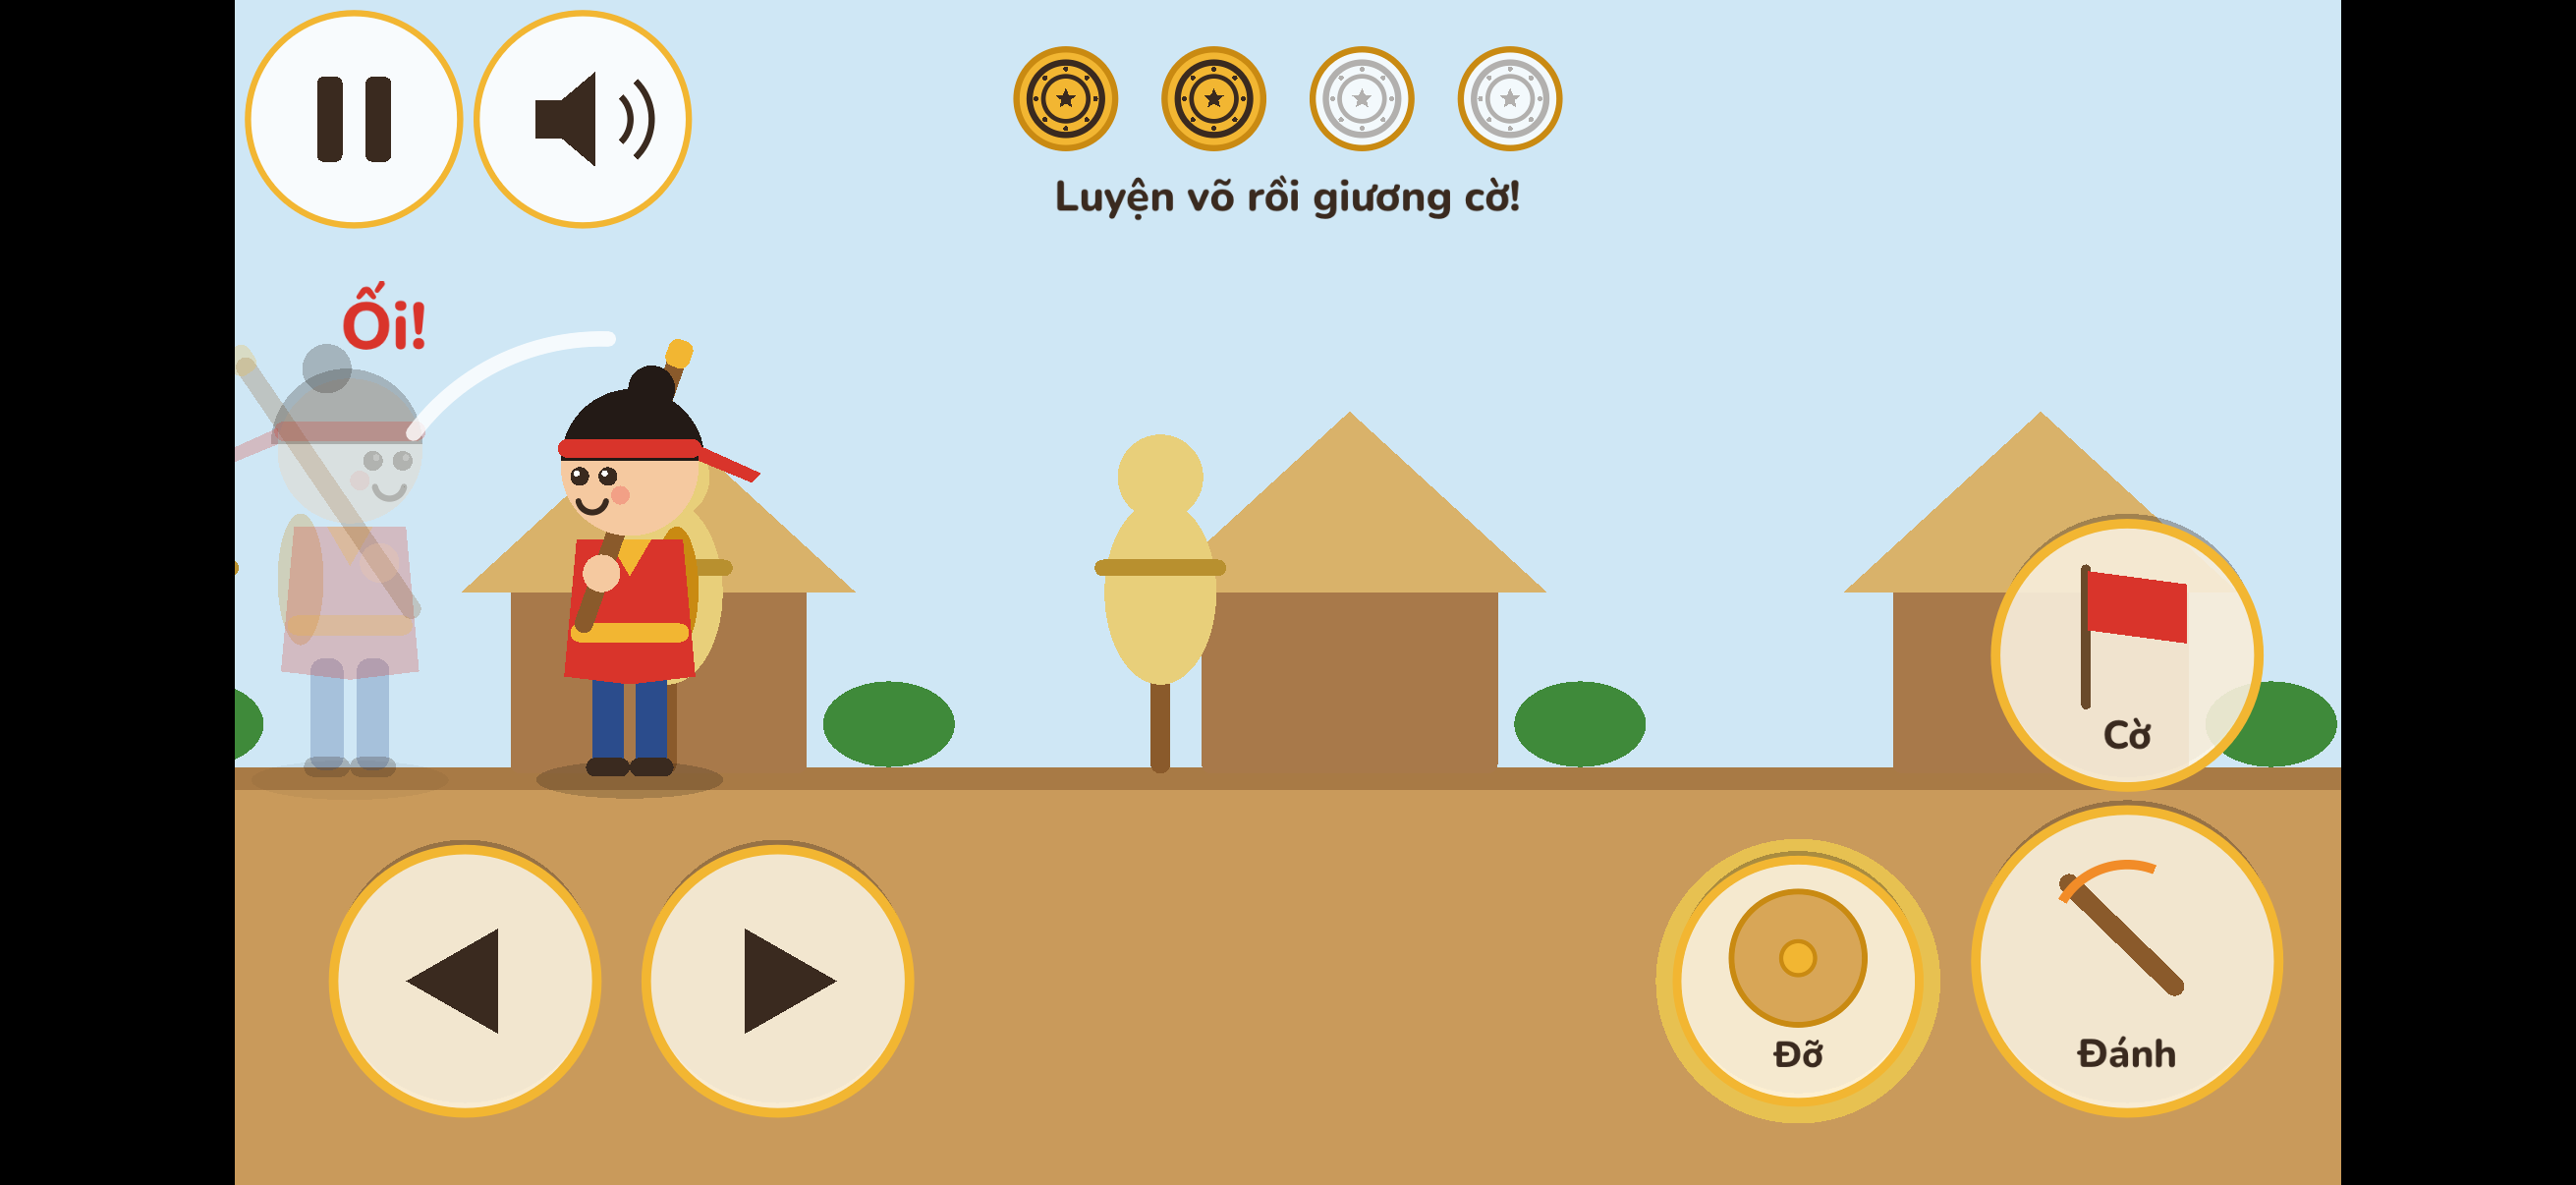 Luyện võ rồi giương cờ!
Ối!
Cờ
Đỡ
Đánh